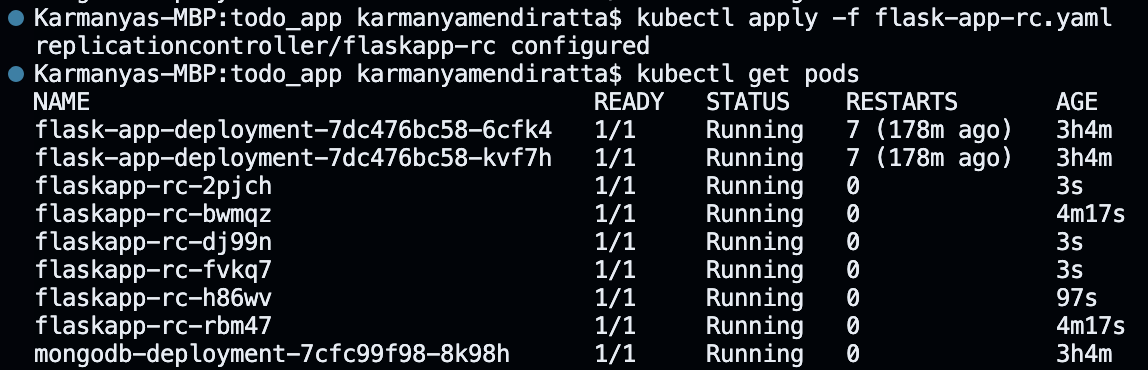 Karmanyas-MBP:todo_app karmanyamendiratta$ kubectl apply -f flask-app-rc.yaml
replicationcontroller/flaskapp-rc configured
Karmanyas-MBP:todo_app karmanyamendiratta$ kubectl get pods
NAME READY STATUS RESTARTS AGE
flask-app-deployment-7dc476bc58-6cfk4 1/1 Running 7 (178m ago) 3h4m
flask-app-deployment-7dc476bc58-kvf7h 1/1 Running 7 (178m ago) 3h4m
flaskapp-rc-2pjch 1/1 Running 0 3s
flaskapp-rc-bwmqz 1/1 Running 0 4m17s
flaskapp-rc-dj99n 1/1 Running 0 3s
flaskapp-rc-fvkq7 1/1 Running 0 3s
flaskapp-rc-h86wv 1/1 Running 0 97s
flaskapp-rc-rbm47 1/1 Running 0 4m17s
mongodb-deployment-7cfc99f98-8k98h 1/1 Running 0 3h4m